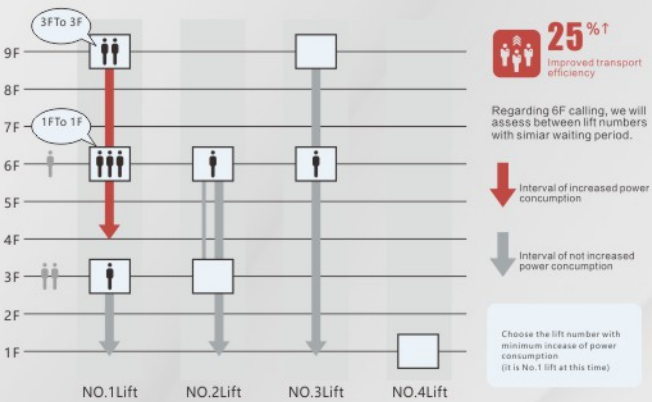 3FTo 3F
9F
8F
7F
1FTo 1F
6F
5F
4F
3F
2F
1F
NO.1Lift
NO.2Lift
NO.3Lift
NO.4Lift
25%↑
Improved transport
efficiency
Regarding 6F calling, we will
assess between lift numbers
with simiar waiting period.
Interval of increased power
concumption
Interval of not increased
power consumption
Choose the lift number with
minimum incease of power
consumption
(it is No.1 lift at this time)